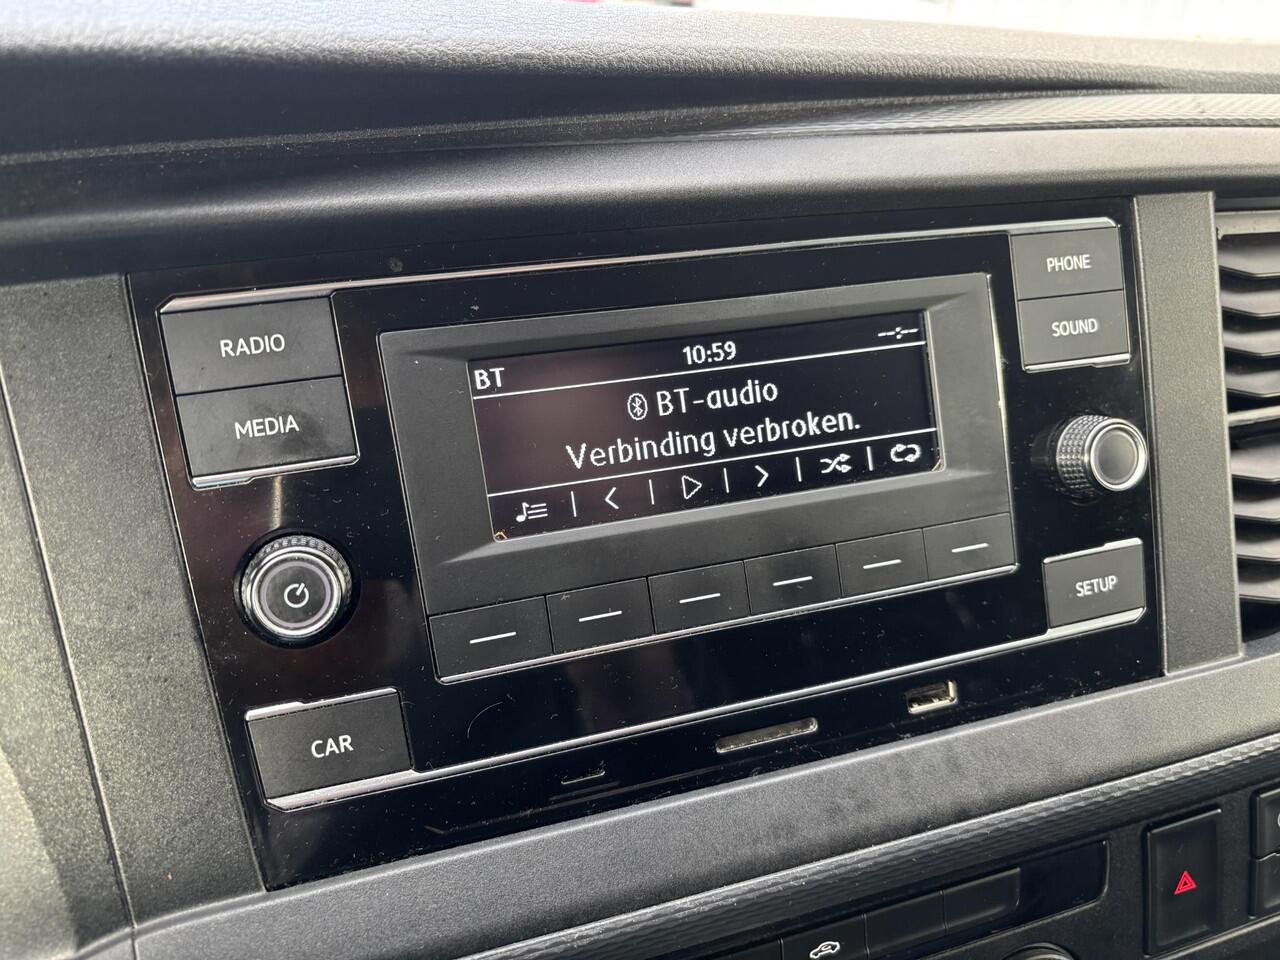 RADIO
MEDIA
CAR
10:59
BT
BT-audio
Verbinding verbroken.
PHONE
SOUND
SETUP